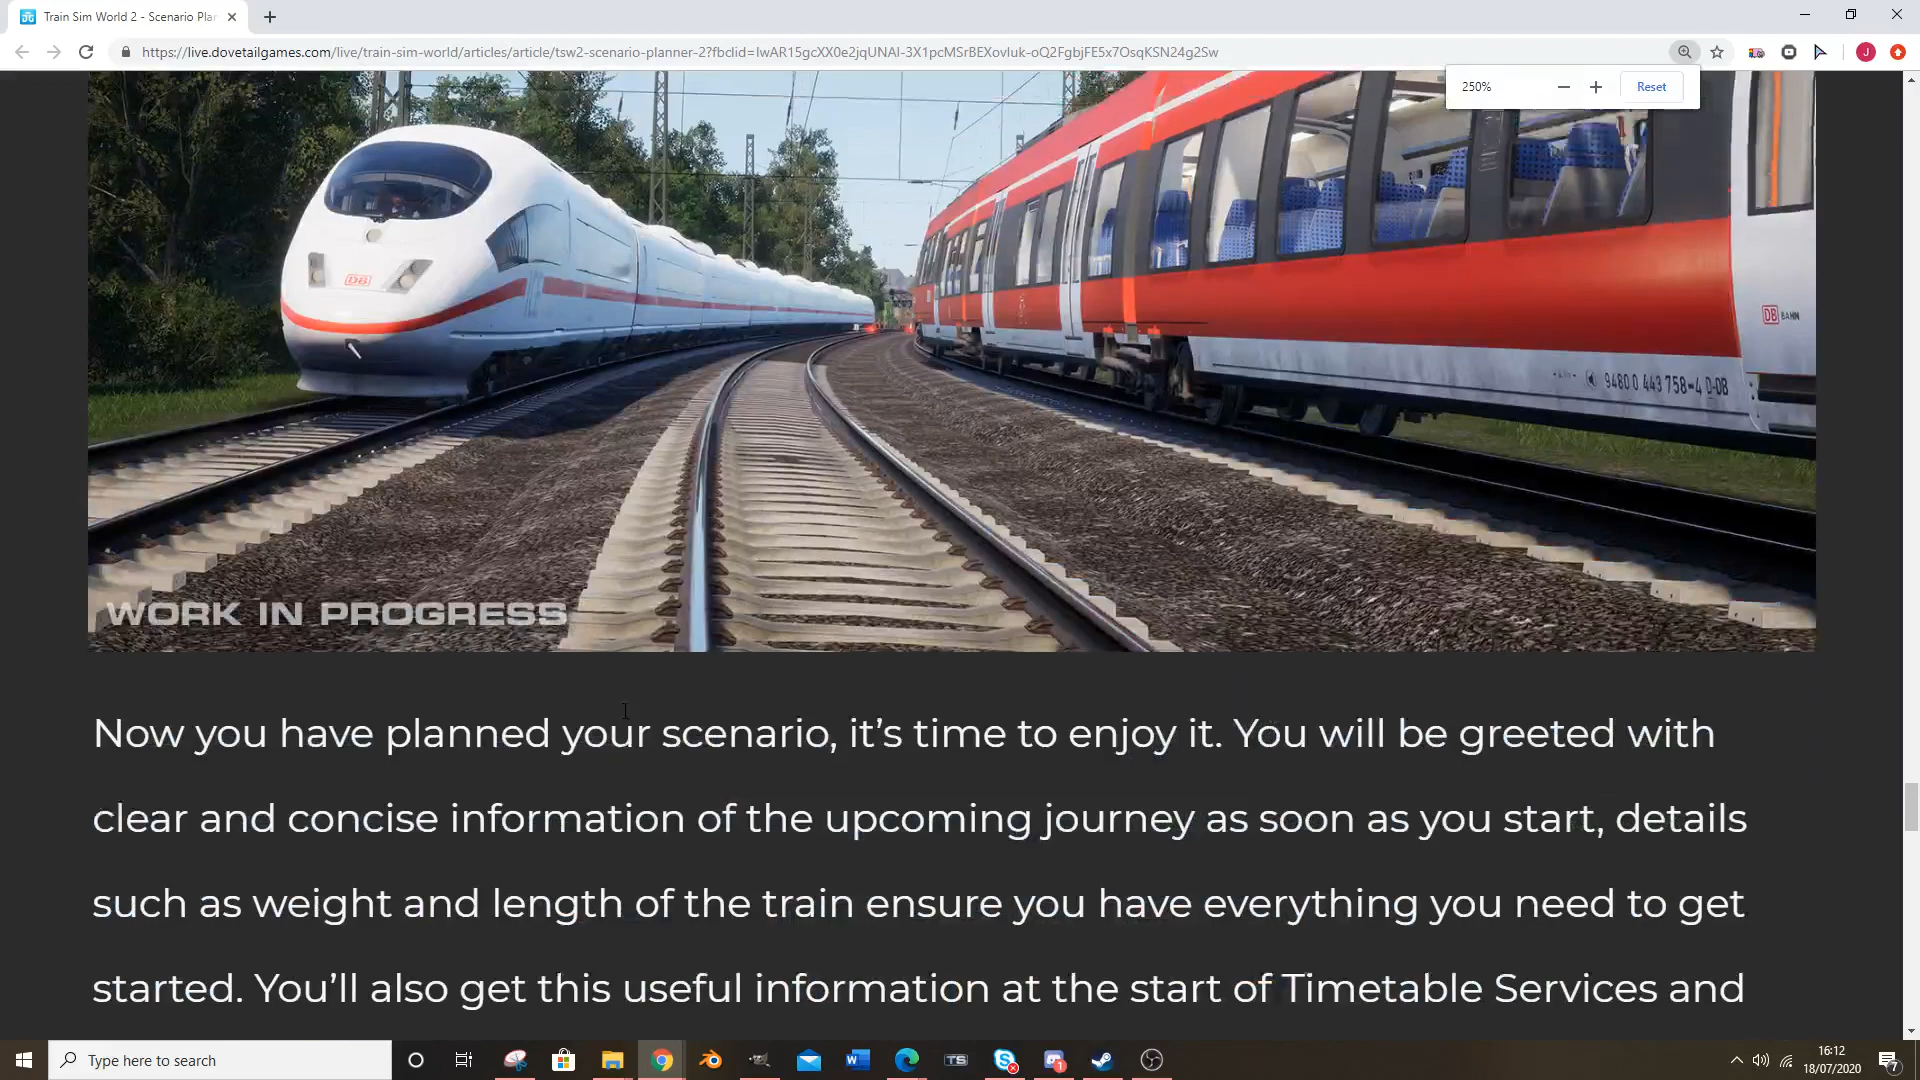 Train Sim World 2 - Scenario Plan
https://live.dovetailgames.com/live/train-sim-world/articles/article/tsw2-scenario-planner-2?fbclid=IwAR15gcXX0e2jqUNAI-3X1pcMSrBEXovluk-oQ2FgbjFE5x7OsqKSN24g2Sw
J
250%
Reset
DB
DB BAHN
9480 0 443 758-4 D-DB
WORK IN PROGRESS
Now you have planned your scenario, it’s time to enjoy it. You will be greeted with
clear and concise information of the upcoming journey as soon as you start, details
such as weight and length of the train ensure you have everything you need to get
started. You’ll also get this useful information at the start of Timetable Services and
Type here to search
W
TS
1
16:12
18/07/2020
7